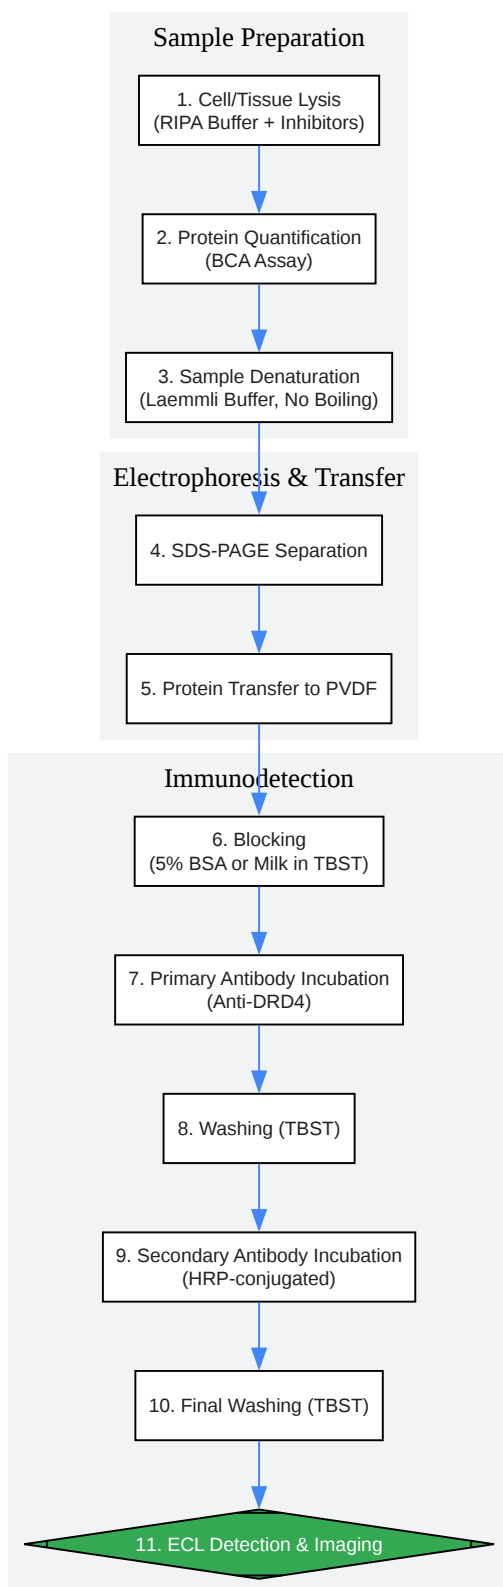 Sample Preparation
1. Cell/Tissue Lysis
(RIPA Buffer + Inhibitors)
2. Protein Quantification
(BCA Assay)
3. Sample Denaturation
(Laemmli Buffer, No Boiling)
Electrophoresis & Transfer
4. SDS-PAGE Separation
5. Protein Transfer to PVDF
Immunodetection
6. Blocking
(5% BSA or Milk in TBST)
7. Primary Antibody Incubation
(Anti-DRD4)
8. Washing (TBST)
9. Secondary Antibody Incubation
(HRP-conjugated)
10. Final Washing (TBST)
11. ECL Detection & Imaging